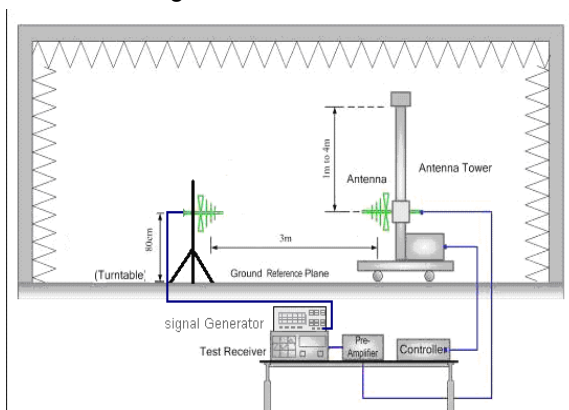 1m to 4m
Antenna
Antenna Tower
80cm
3m
(Turntable)
Ground Reference Plane
signal Generator
Test Receiver
Pre-
Amplifier
Controller